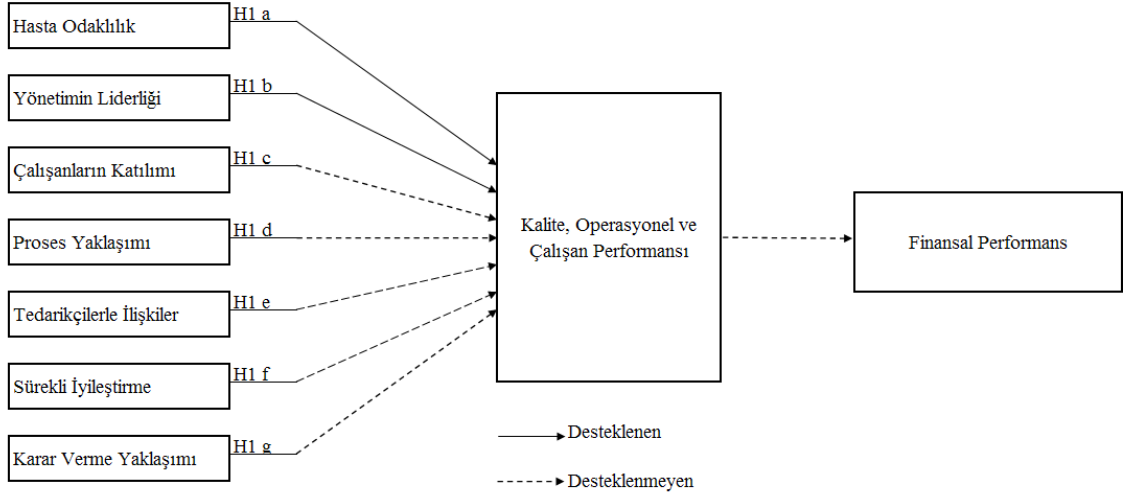 Hasta Odaklılık
H1 a
Yönetimin Liderliği
H1 b
Çalışanların Katılımı
H1 c
Proses Yaklaşımı
H1 d
Tedarikçilerle İlişkiler
H1 e
Sürekli İyileştirme
H1 f
Karar Verme Yaklaşımı
H1 g
Kalite, Operasyonel ve
Çalışan Performansı
Finansal Performans
Desteklenen
Desteklenmeyen